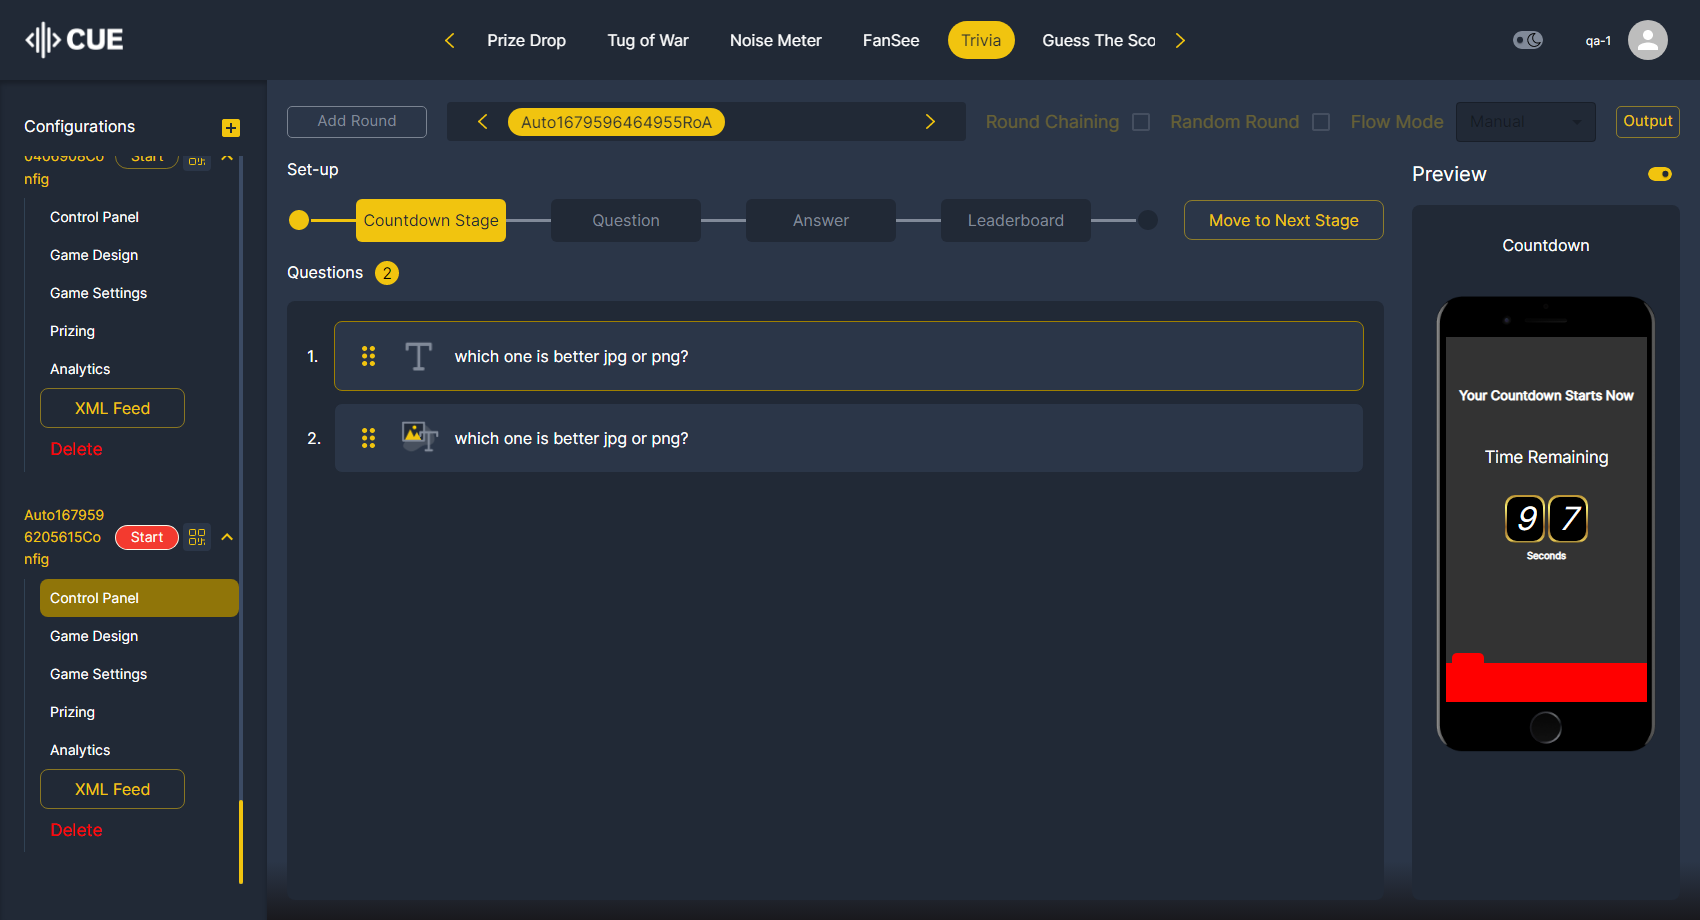 CUE
Prize Drop
Tug of War
Noise Meter
FanSee
Trivia
Guess The Sco
qa-1
Configurations
0406908Co
nfig
Start
Control Panel
Game Design
Game Settings
Prizing
Analytics
XML Feed
Delete
Auto167959
6205615Co
nfig
Start
Control Panel
Game Design
Game Settings
Prizing
Analytics
XML Feed
Delete
Add Round
Auto1679596464955RoA
Round Chaining
Random Round
Flow Mode
Manual
Output
Set-up
Countdown Stage
Question
Answer
Leaderboard
Move to Next Stage
Questions 2
1. which one is better jpg or png?
2. which one is better jpg or png?
Preview
Countdown
Your Countdown Starts Now
Time Remaining
97
Seconds